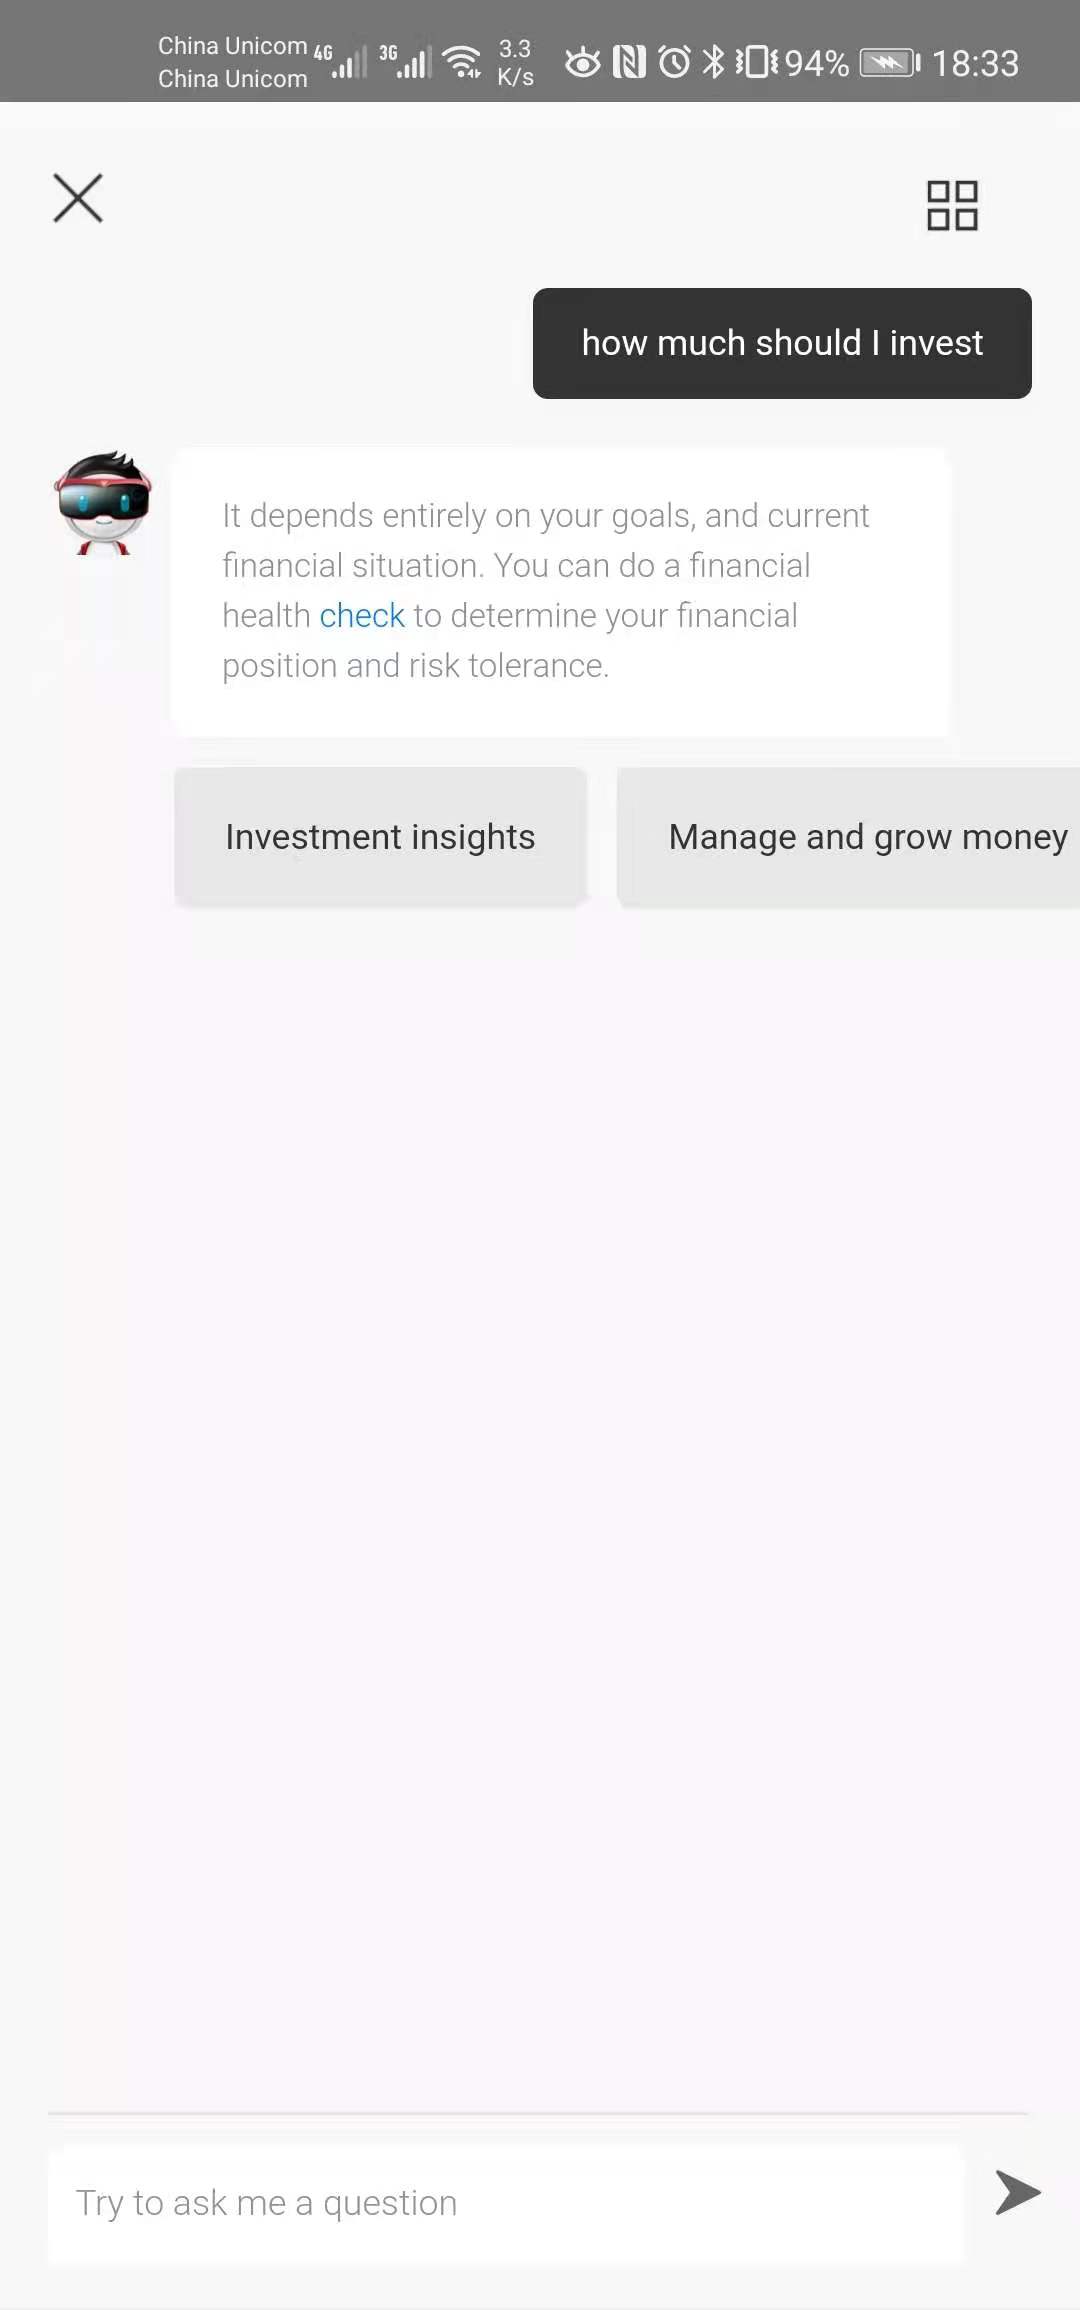 China Unicom 4G 3G 3.3 94% 18:33
China Unicom K/s
how much should I invest
It depends entirely on your goals, and current
financial situation. You can do a financial
health check to determine your financial
position and risk tolerance.
Investment insights
Manage and grow money
Try to ask me a question